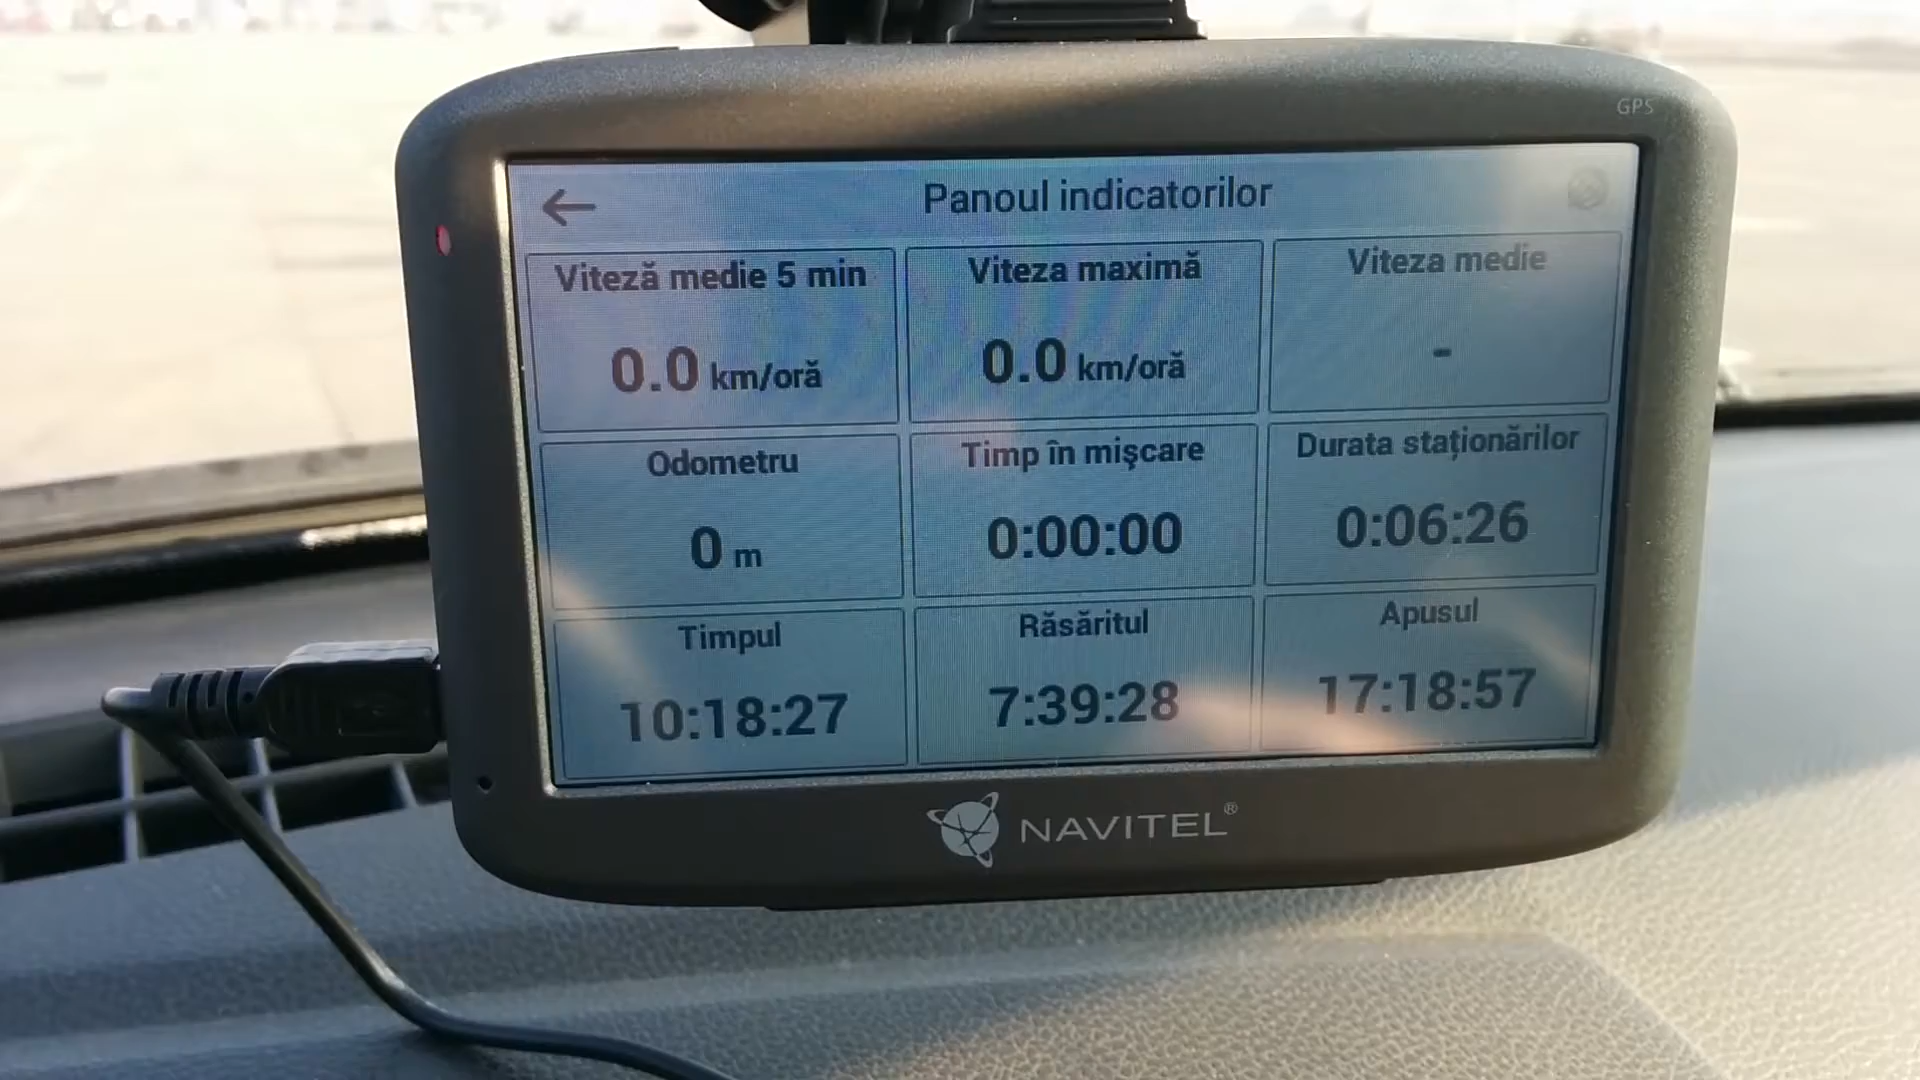 GPS
Panoul indicatorilor
Viteză medie 5 min
0.0 km/oră
Viteza maximă
0.0 km/oră
Viteza medie
-
Odometru
0 m
Timp în mişcare
0:00:00
Durata staționărilor
0:06:26
Timpul
10:18:27
Răsăritul
7:39:28
Apusul
17:18:57
NAVITEL®